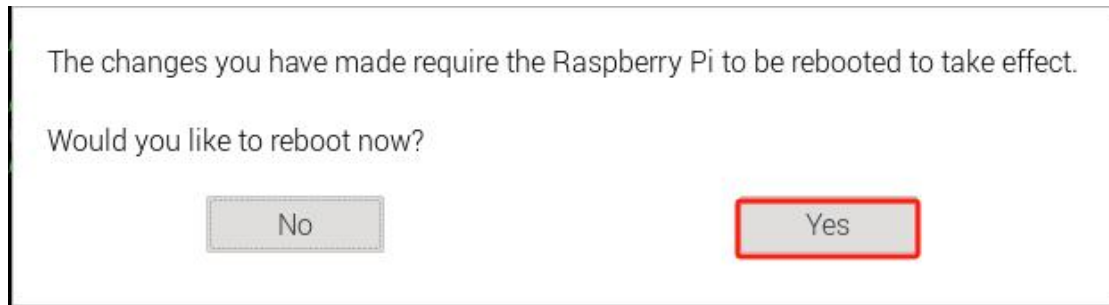 The changes you have made require the Raspberry Pi to be rebooted to take effect.
Would you like to reboot now?
No
Yes